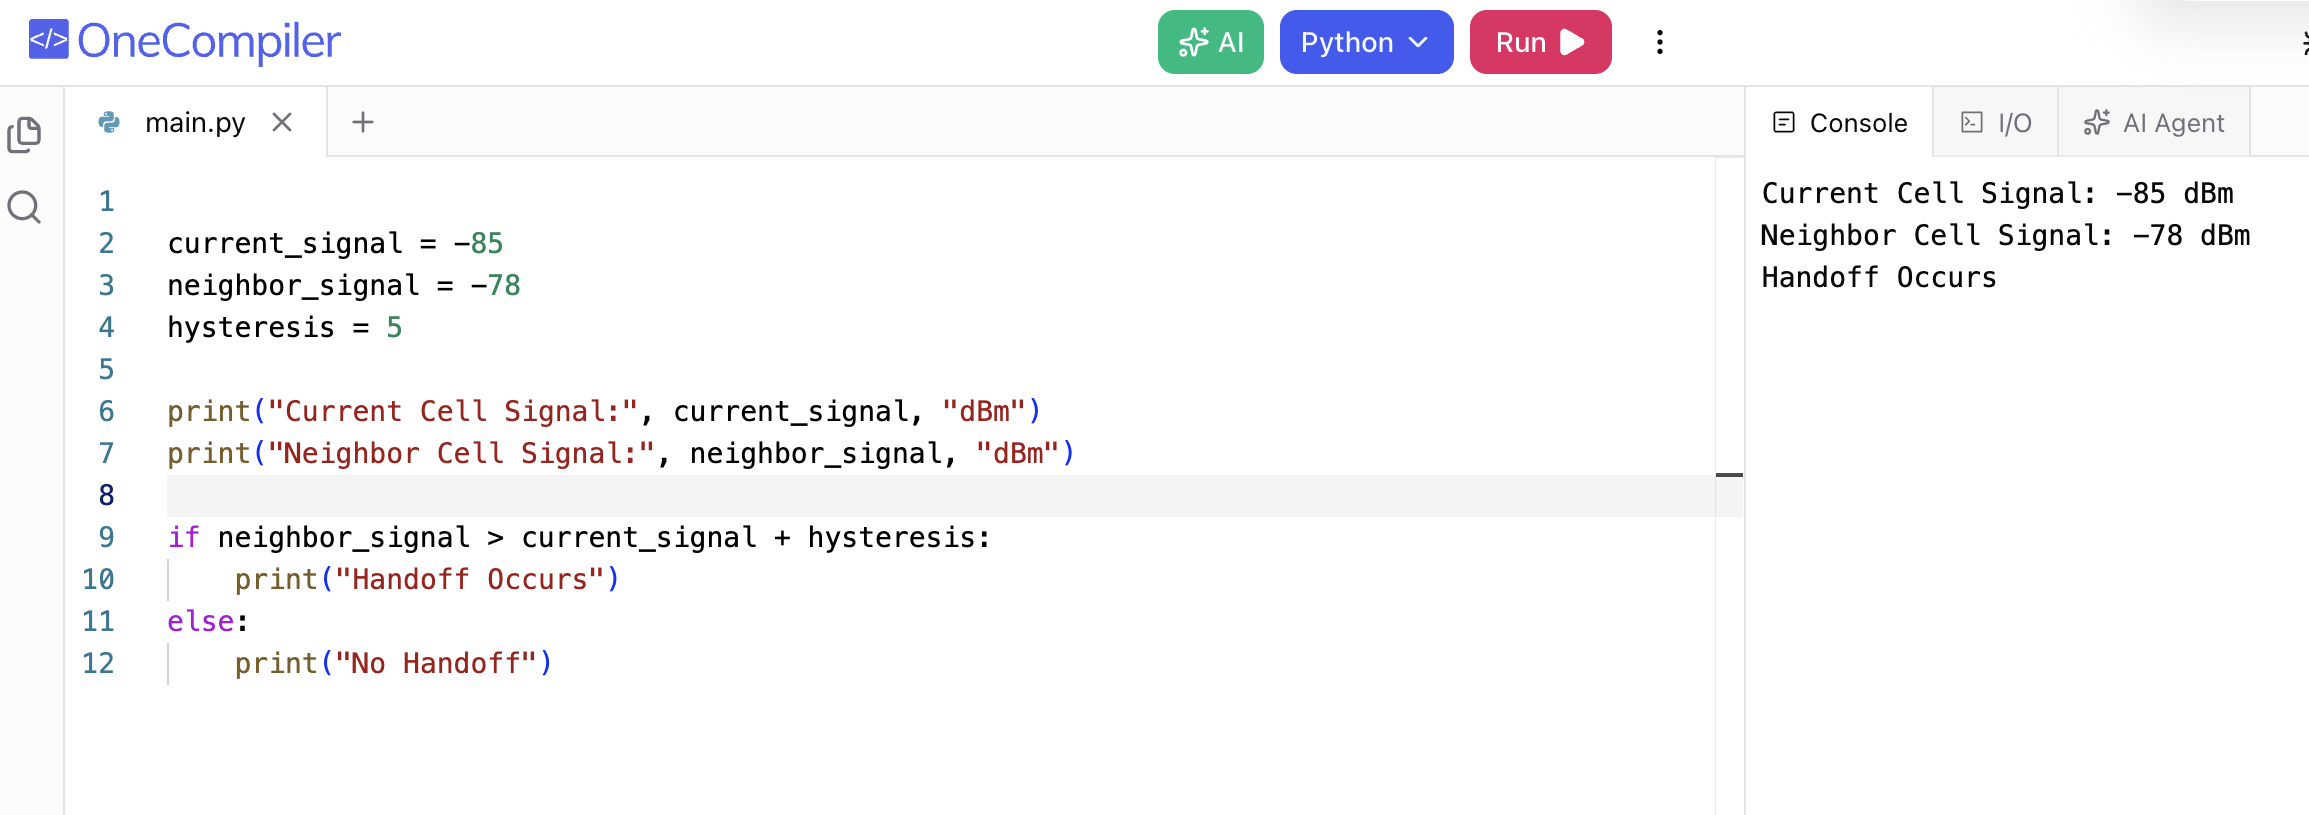 </> OneCompiler
AI
Python
Run
main.py
Console
I/O
AI Agent
1
2 current_signal = -85
3 neighbor_signal = -78
4 hysteresis = 5
5
6 print("Current Cell Signal:", current_signal, "dBm")
7 print("Neighbor Cell Signal:", neighbor_signal, "dBm")
8
9 if neighbor_signal > current_signal + hysteresis:
10     print("Handoff Occurs")
11 else:
12     print("No Handoff")
Current Cell Signal: -85 dBm
Neighbor Cell Signal: -78 dBm
Handoff Occurs